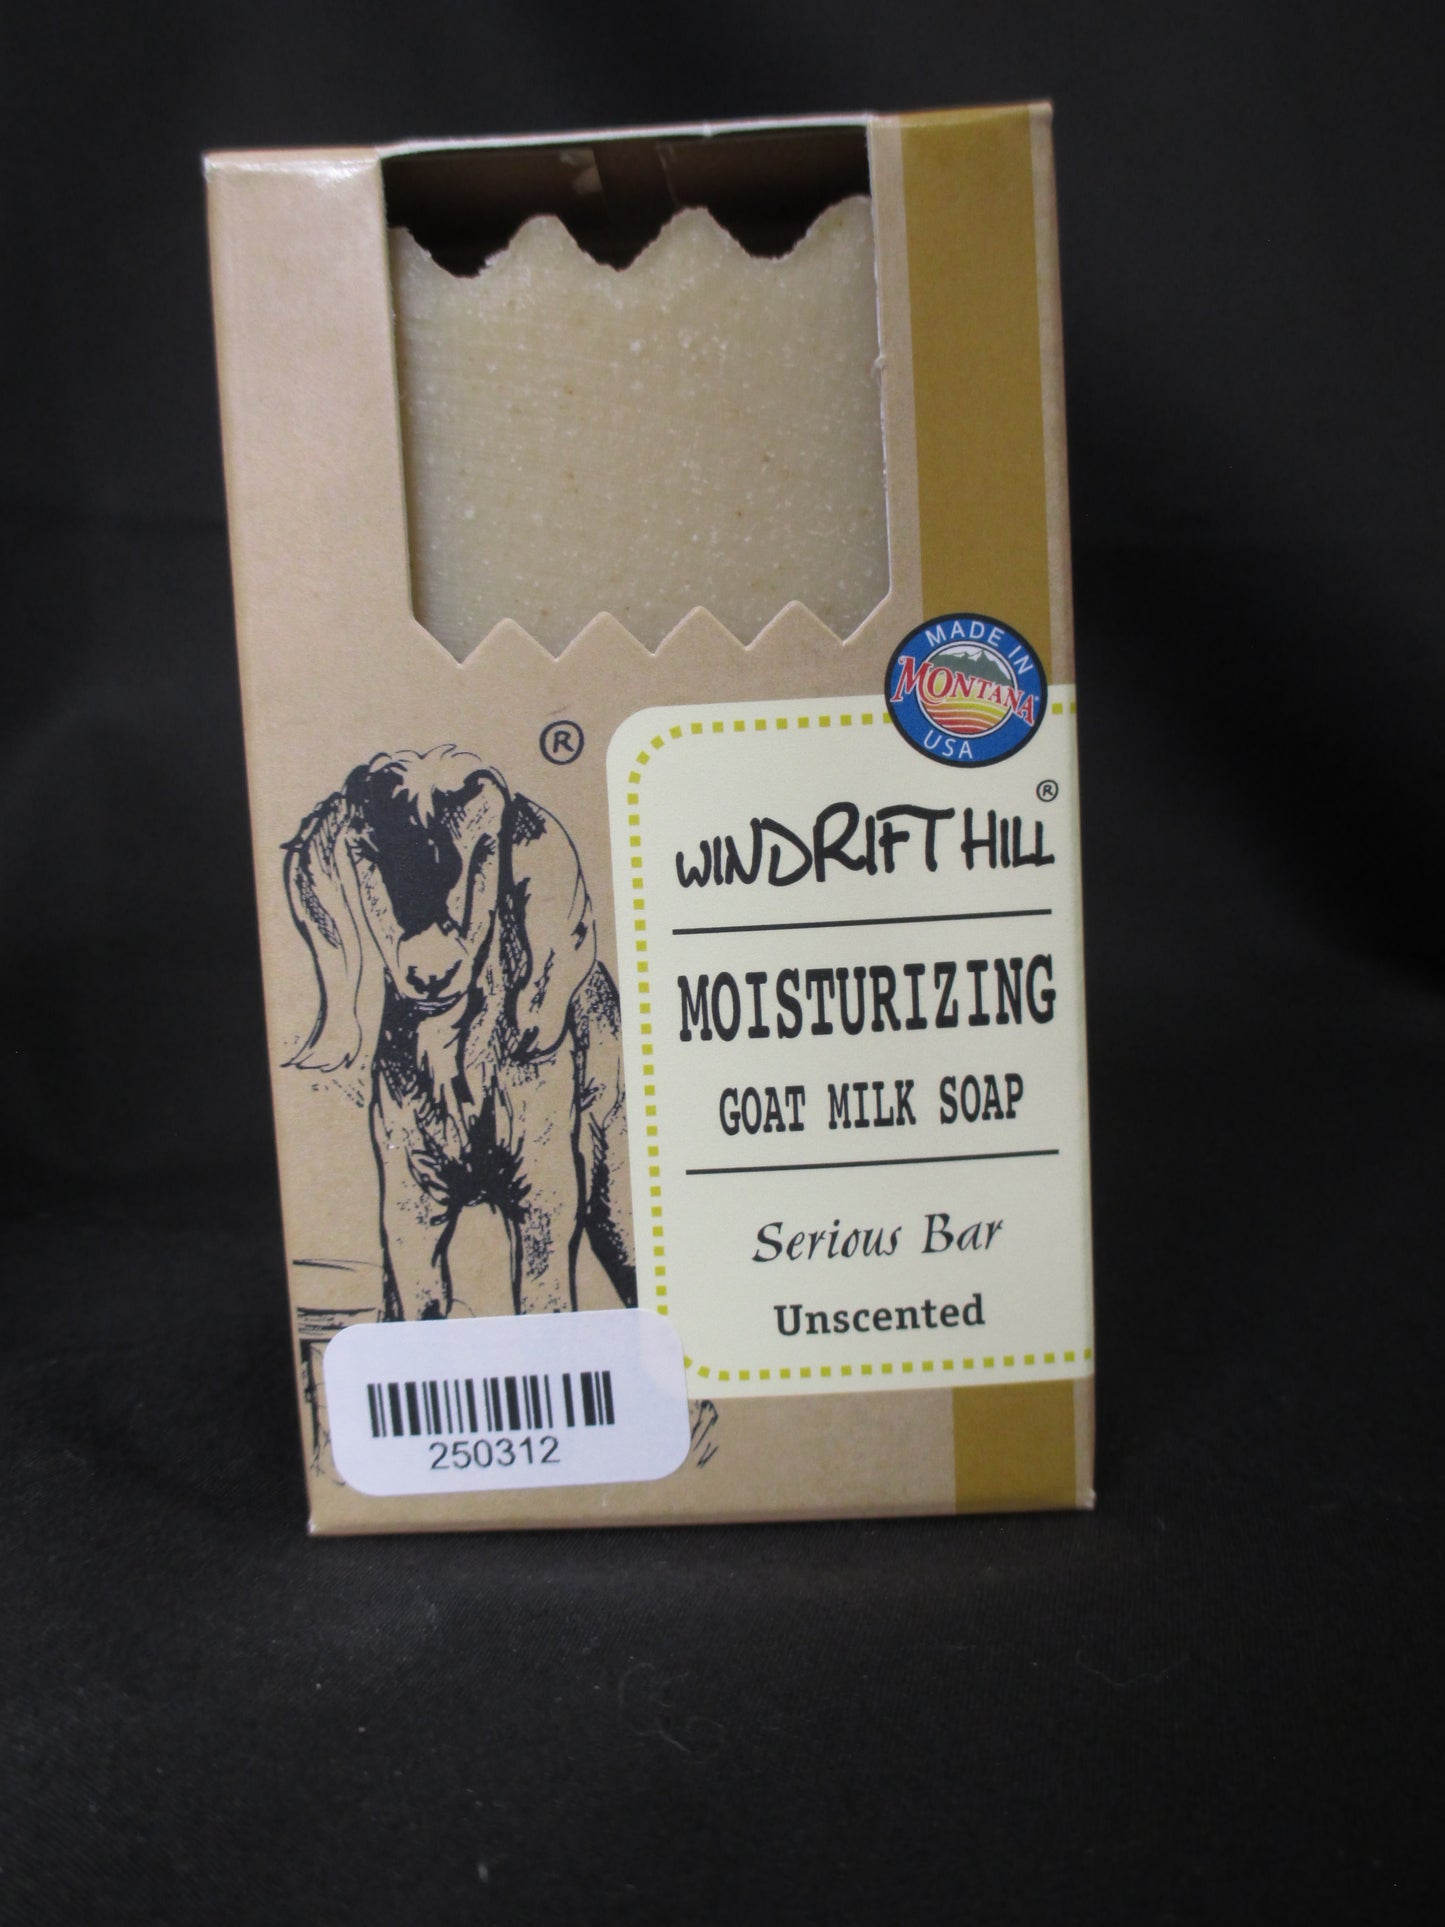 MADE IN
MONTANA
USA
®
WINDRIFT HILL®
MOISTURIZING
GOAT MILK SOAP
Serious Bar
Unscented
250312